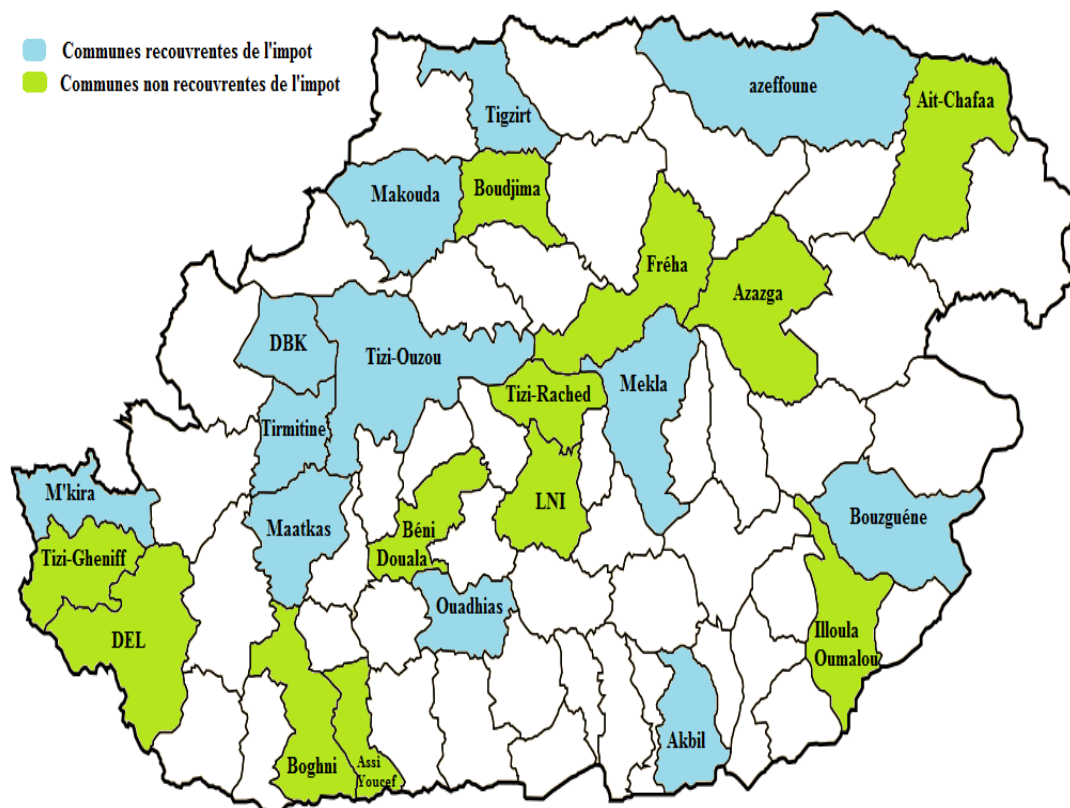 Communes recouvrentes de l'impot
Communes non recouvrentes de l'impot
azeffoune
Ait-Chafaa
Tigzirt
Makouda
Boudjima
Fréha
Azazga
DBK
Tizi-Ouzou
Mekla
Tizi-Rached
Tirmitine
M'kira
Maatkas
LNI
Bouzguéne
Béni
Douala
Tizi-Gheniff
Ouadhias
DEL
Illoula
Oumalou
Akbil
Boghni
Assi
Youcef